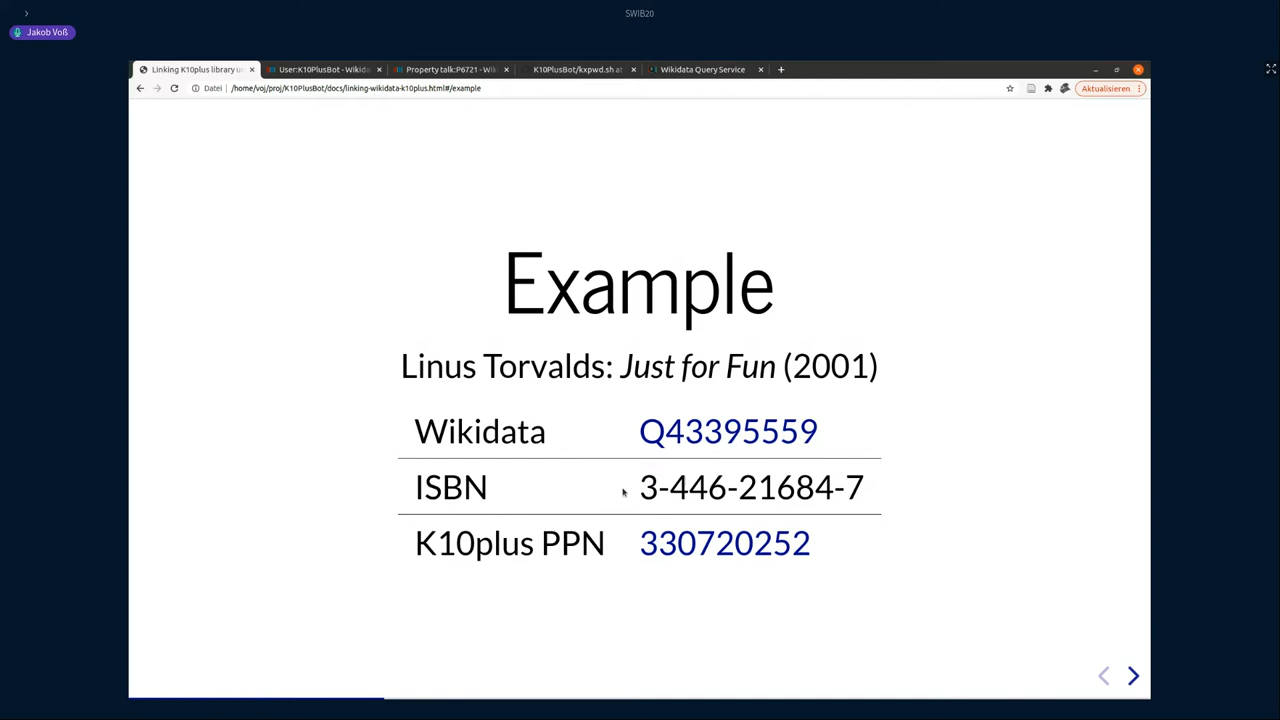 SWIB20
Jakob Voß
Linking K10plus library u
User:K10PlusBot - Wikida
Property talk:P6721 - Wi
K10PlusBot/kxpwd.sh at
Wikidata Query Service
Datei
/home/voj/proj/K10PlusBot/docs/linking-wikidata-k10plus.html#/example
Aktualisieren
Example
Linus Torvalds: Just for Fun (2001)
Wikidata Q43395559
ISBN 3-446-21684-7
K10plus PPN 330720252